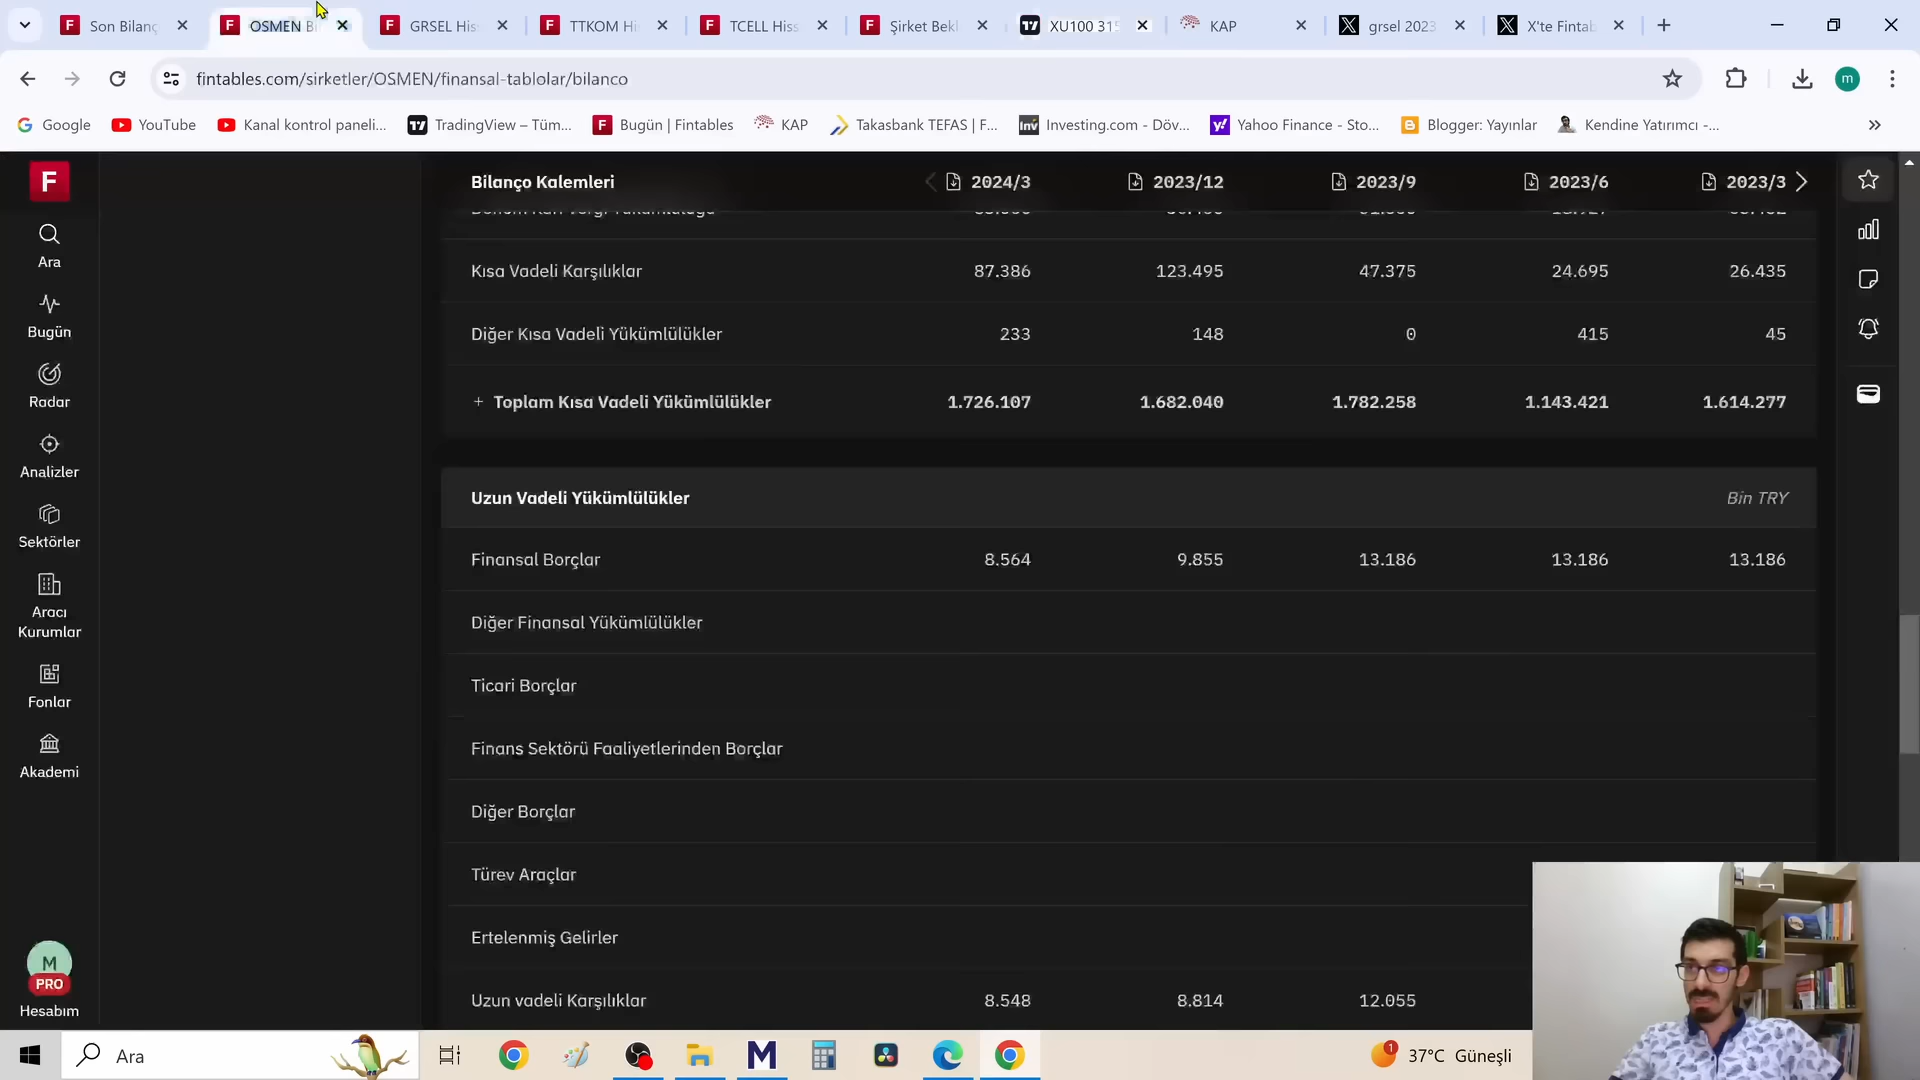 Son Bilanç
OSMEN Bi
GRSEL His
TTKOM Hi
TCELL Hiss
Şirket Bekl
XU100 315
KAP
grsel 2023
X'te Fintab
fintables.com/sirketler/OSMEN/finansal-tablolar/bilanco
m
Google
YouTube
Kanal kontrol paneli...
TradingView – Tüm...
Bugün | Fintables
KAP
Takasbank TEFAS | F...
Investing.com - Döv...
Yahoo Finance - Sto...
Blogger: Yayınlar
Kendine Yatırımcı -...
Ara
Bugün
Radar
Analizler
Sektörler
Aracı
Kurumlar
Fonlar
Akademi
M
PRO
Hesabım
Bilanço Kalemleri 2024/3 2023/12 2023/9 2023/6 2023/3
Kısa Vadeli Karşılıklar 87.386 123.495 47.375 24.695 26.435
Diğer Kısa Vadeli Yükümlülükler 233 148 0 415 45
+ Toplam Kısa Vadeli Yükümlülükler 1.726.107 1.682.040 1.782.258 1.143.421 1.614.277
Uzun Vadeli Yükümlülükler Bin TRY
Finansal Borçlar 8.564 9.855 13.186 13.186 13.186
Diğer Finansal Yükümlülükler
Ticari Borçlar
Finans Sektörü Faaliyetlerinden Borçlar
Diğer Borçlar
Türev Araçlar
Ertelenmiş Gelirler
Uzun vadeli Karşılıklar 8.548 8.814 12.055
Ara
1
37°C Güneşli